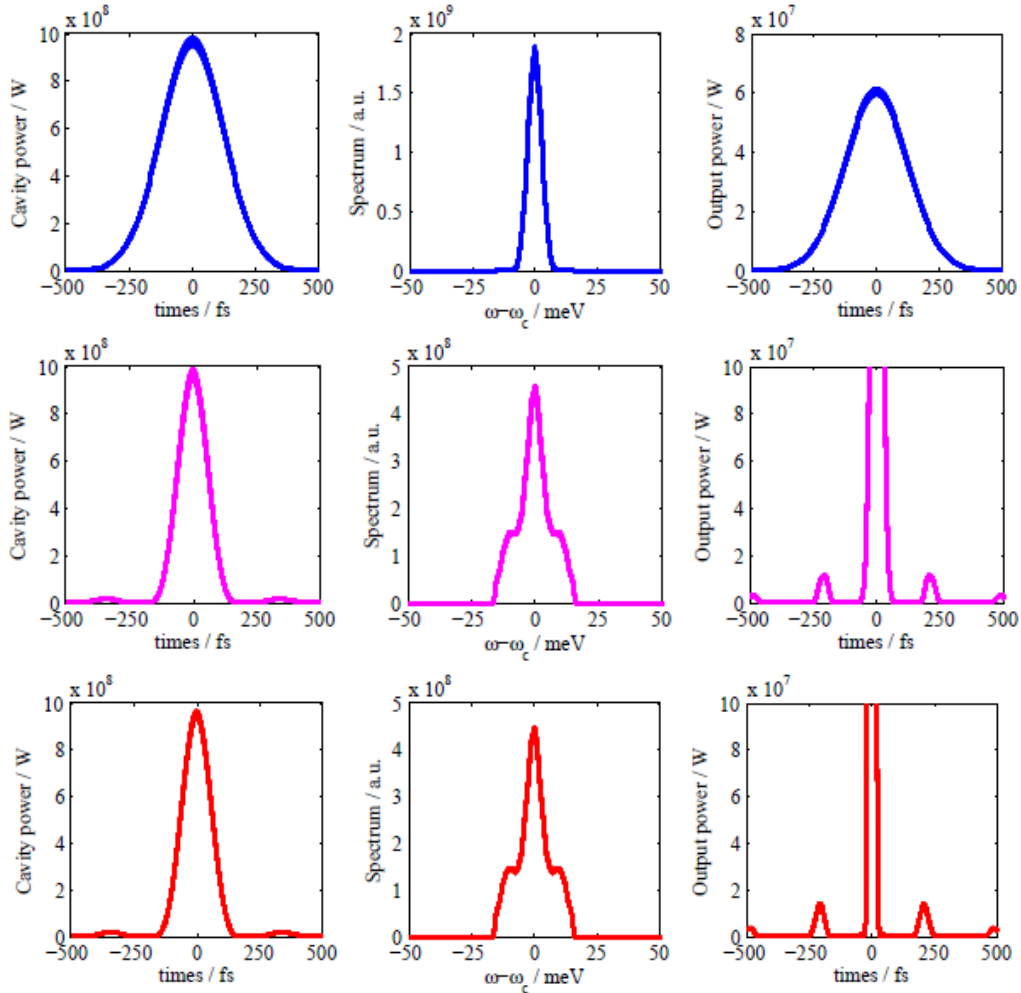 x 10^8
x 10^9
x 10^7
10
8
6
4
2
0
Cavity power / W
−500 −250 0 250 500
times / fs
2
1.5
1
0.5
0
Spectrum / a.u.
−50 −25 0 25 50
ω−ω_c / meV
8
6
4
2
0
Output power / W
−500 −250 0 250 500
times / fs
x 10^8
x 10^8
x 10^7
10
8
6
4
2
0
Cavity power / W
−500 −250 0 250 500
times / fs
5
4
3
2
1
0
Spectrum / a.u.
−50 −25 0 25 50
ω−ω_c / meV
10
8
6
4
2
0
Output power / W
−500 −250 0 250 500
times / fs
x 10^8
x 10^8
x 10^7
10
8
6
4
2
0
Cavity power / W
−500 −250 0 250 500
times / fs
5
4
3
2
1
0
Spectrum / a.u.
−50 −25 0 25 50
ω−ω_c / meV
10
8
6
4
2
0
Output power / W
−500 −250 0 250 500
times / fs